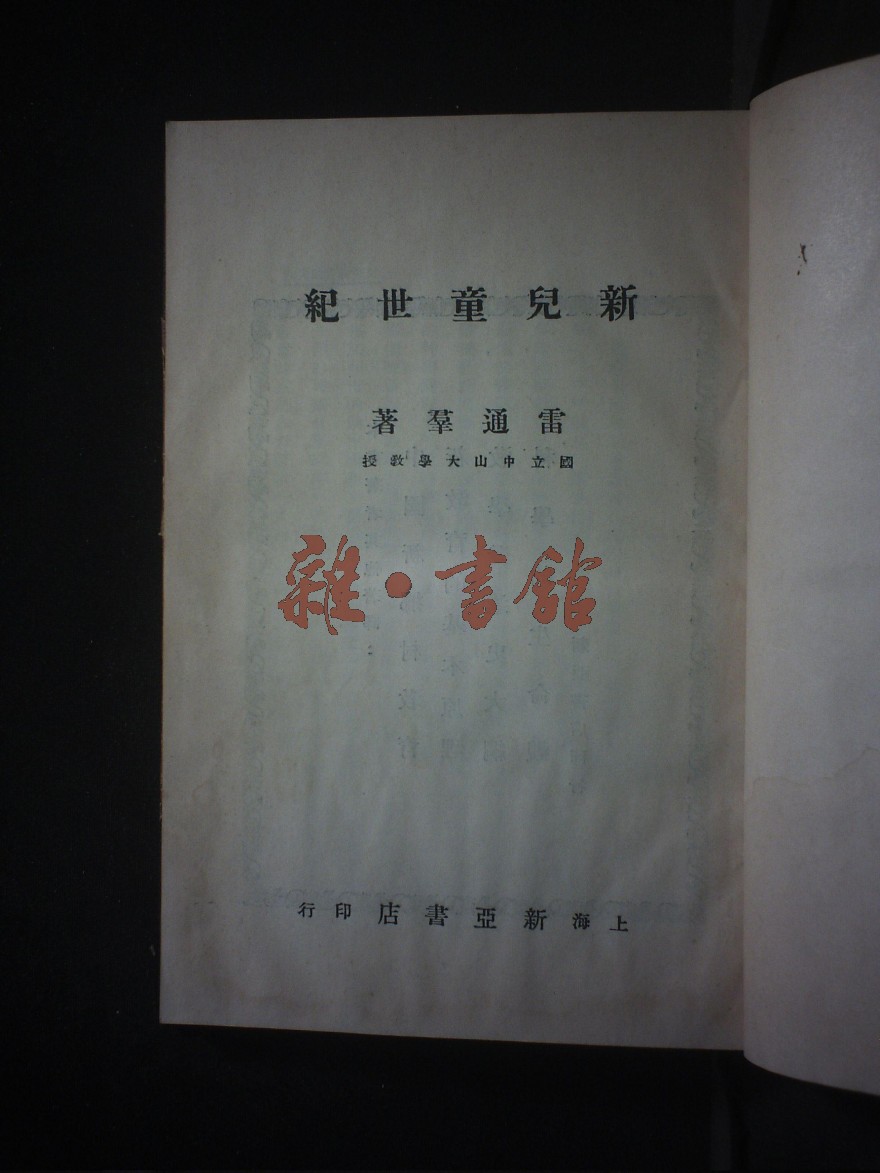 新兒童世紀
雷通羣著
國立中山大學教授
雜·書館
上海新亞書店印行